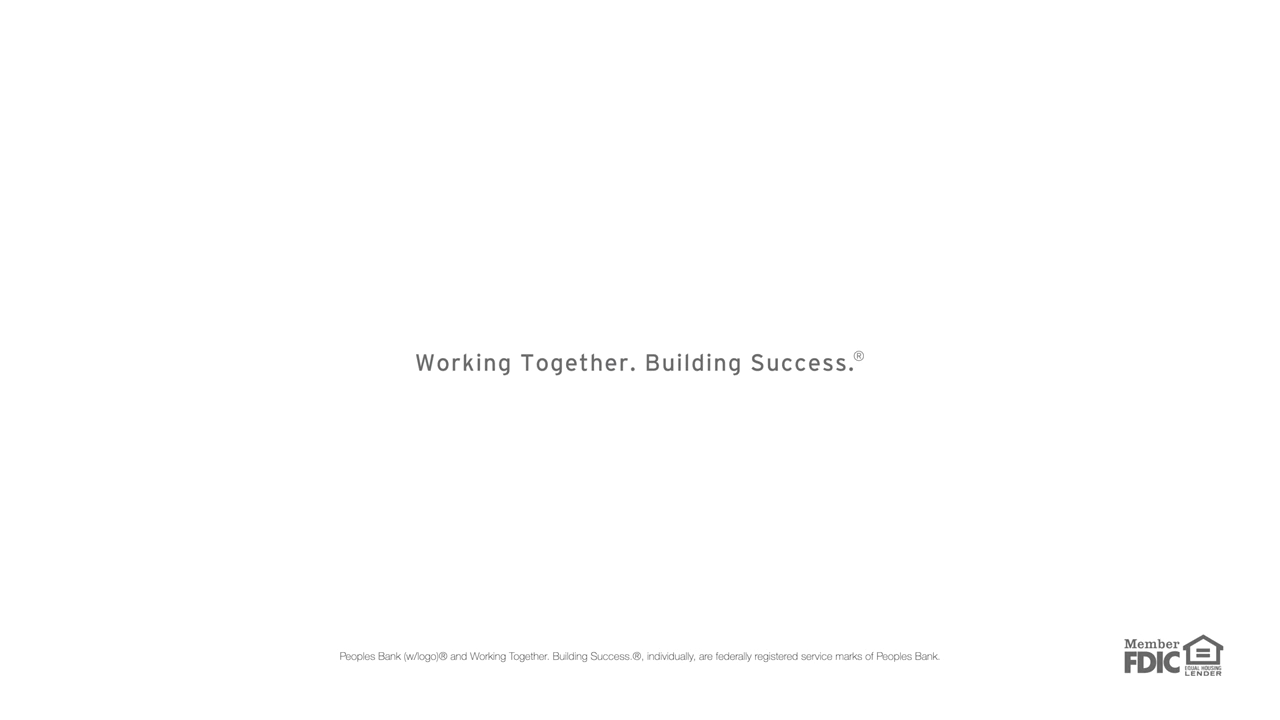 Working Together. Building Success.®
Peoples Bank (w/logo)® and Working Together. Building Success.®, individually, are federally registered service marks of Peoples Bank.
Member
FDIC
EQUAL HOUSING
LENDER